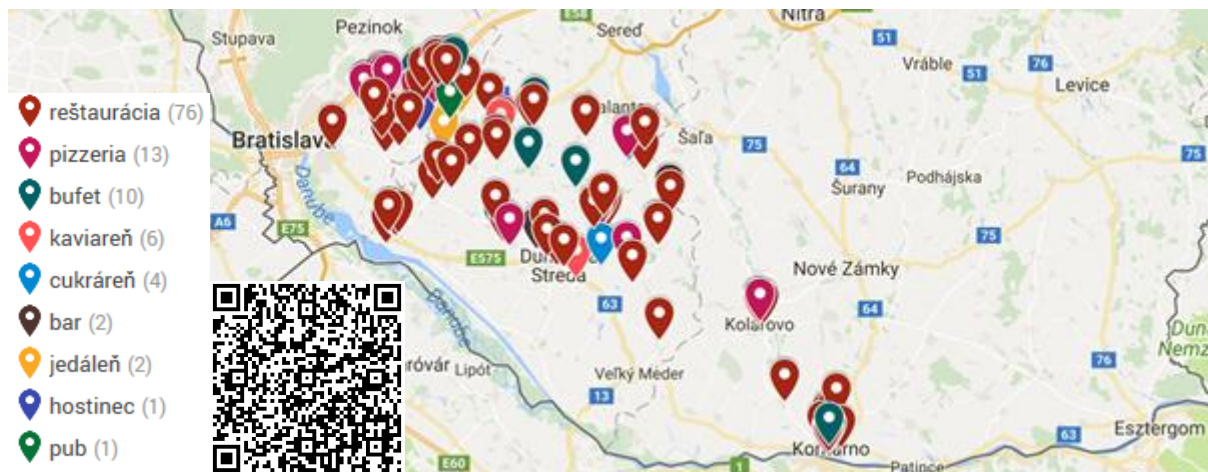 reštaurácia (76)
pizzeria (13)
bufet (10)
kaviareň (6)
cukráreň (4)
bar (2)
jedáleň (2)
hostinec (1)
pub (1)
Pezinok
Stupava
Sereď
E58
Nitra
51
Vráble
51
76
Levice
Bratislava
Šaľa
75
75
64
Šurany
Podhájska
A6
E75
Danube
75
E575
Streda
Nové Zámky
63
64
Kolárovo
Danube
Lipót
Veľký Meder
13
76
63
Esztergom
E60
1
Komárno
Patince